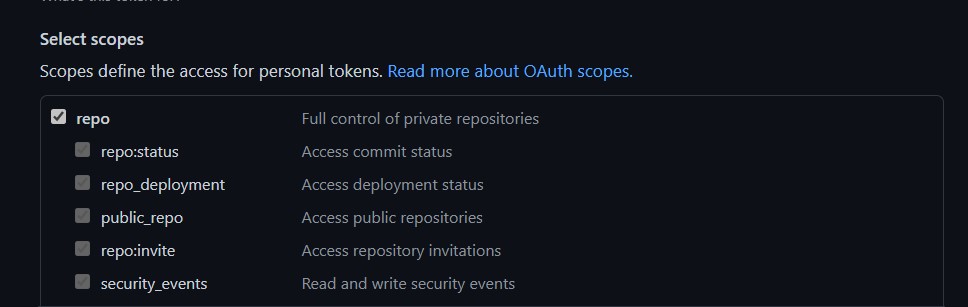 Select scopes
Scopes define the access for personal tokens. Read more about OAuth scopes.
repo Full control of private repositories
repo:status Access commit status
repo_deployment Access deployment status
public_repo Access public repositories
repo:invite Access repository invitations
security_events Read and write security events